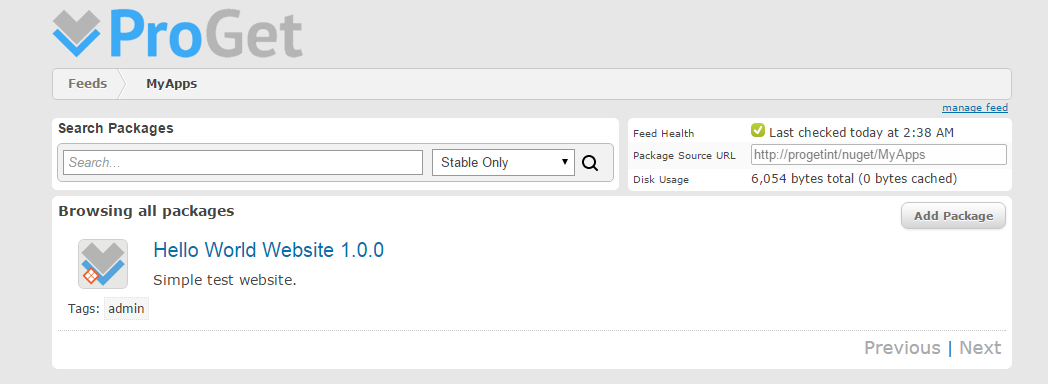 ProGet
Feeds MyApps
manage feed
Search Packages
Search...
Stable Only
Feed Health Last checked today at 2:38 AM
Package Source URL http://progetint/nuget/MyApps
Disk Usage 6,054 bytes total (0 bytes cached)
Browsing all packages
Add Package
Hello World Website 1.0.0
Simple test website.
Tags: admin
Previous | Next